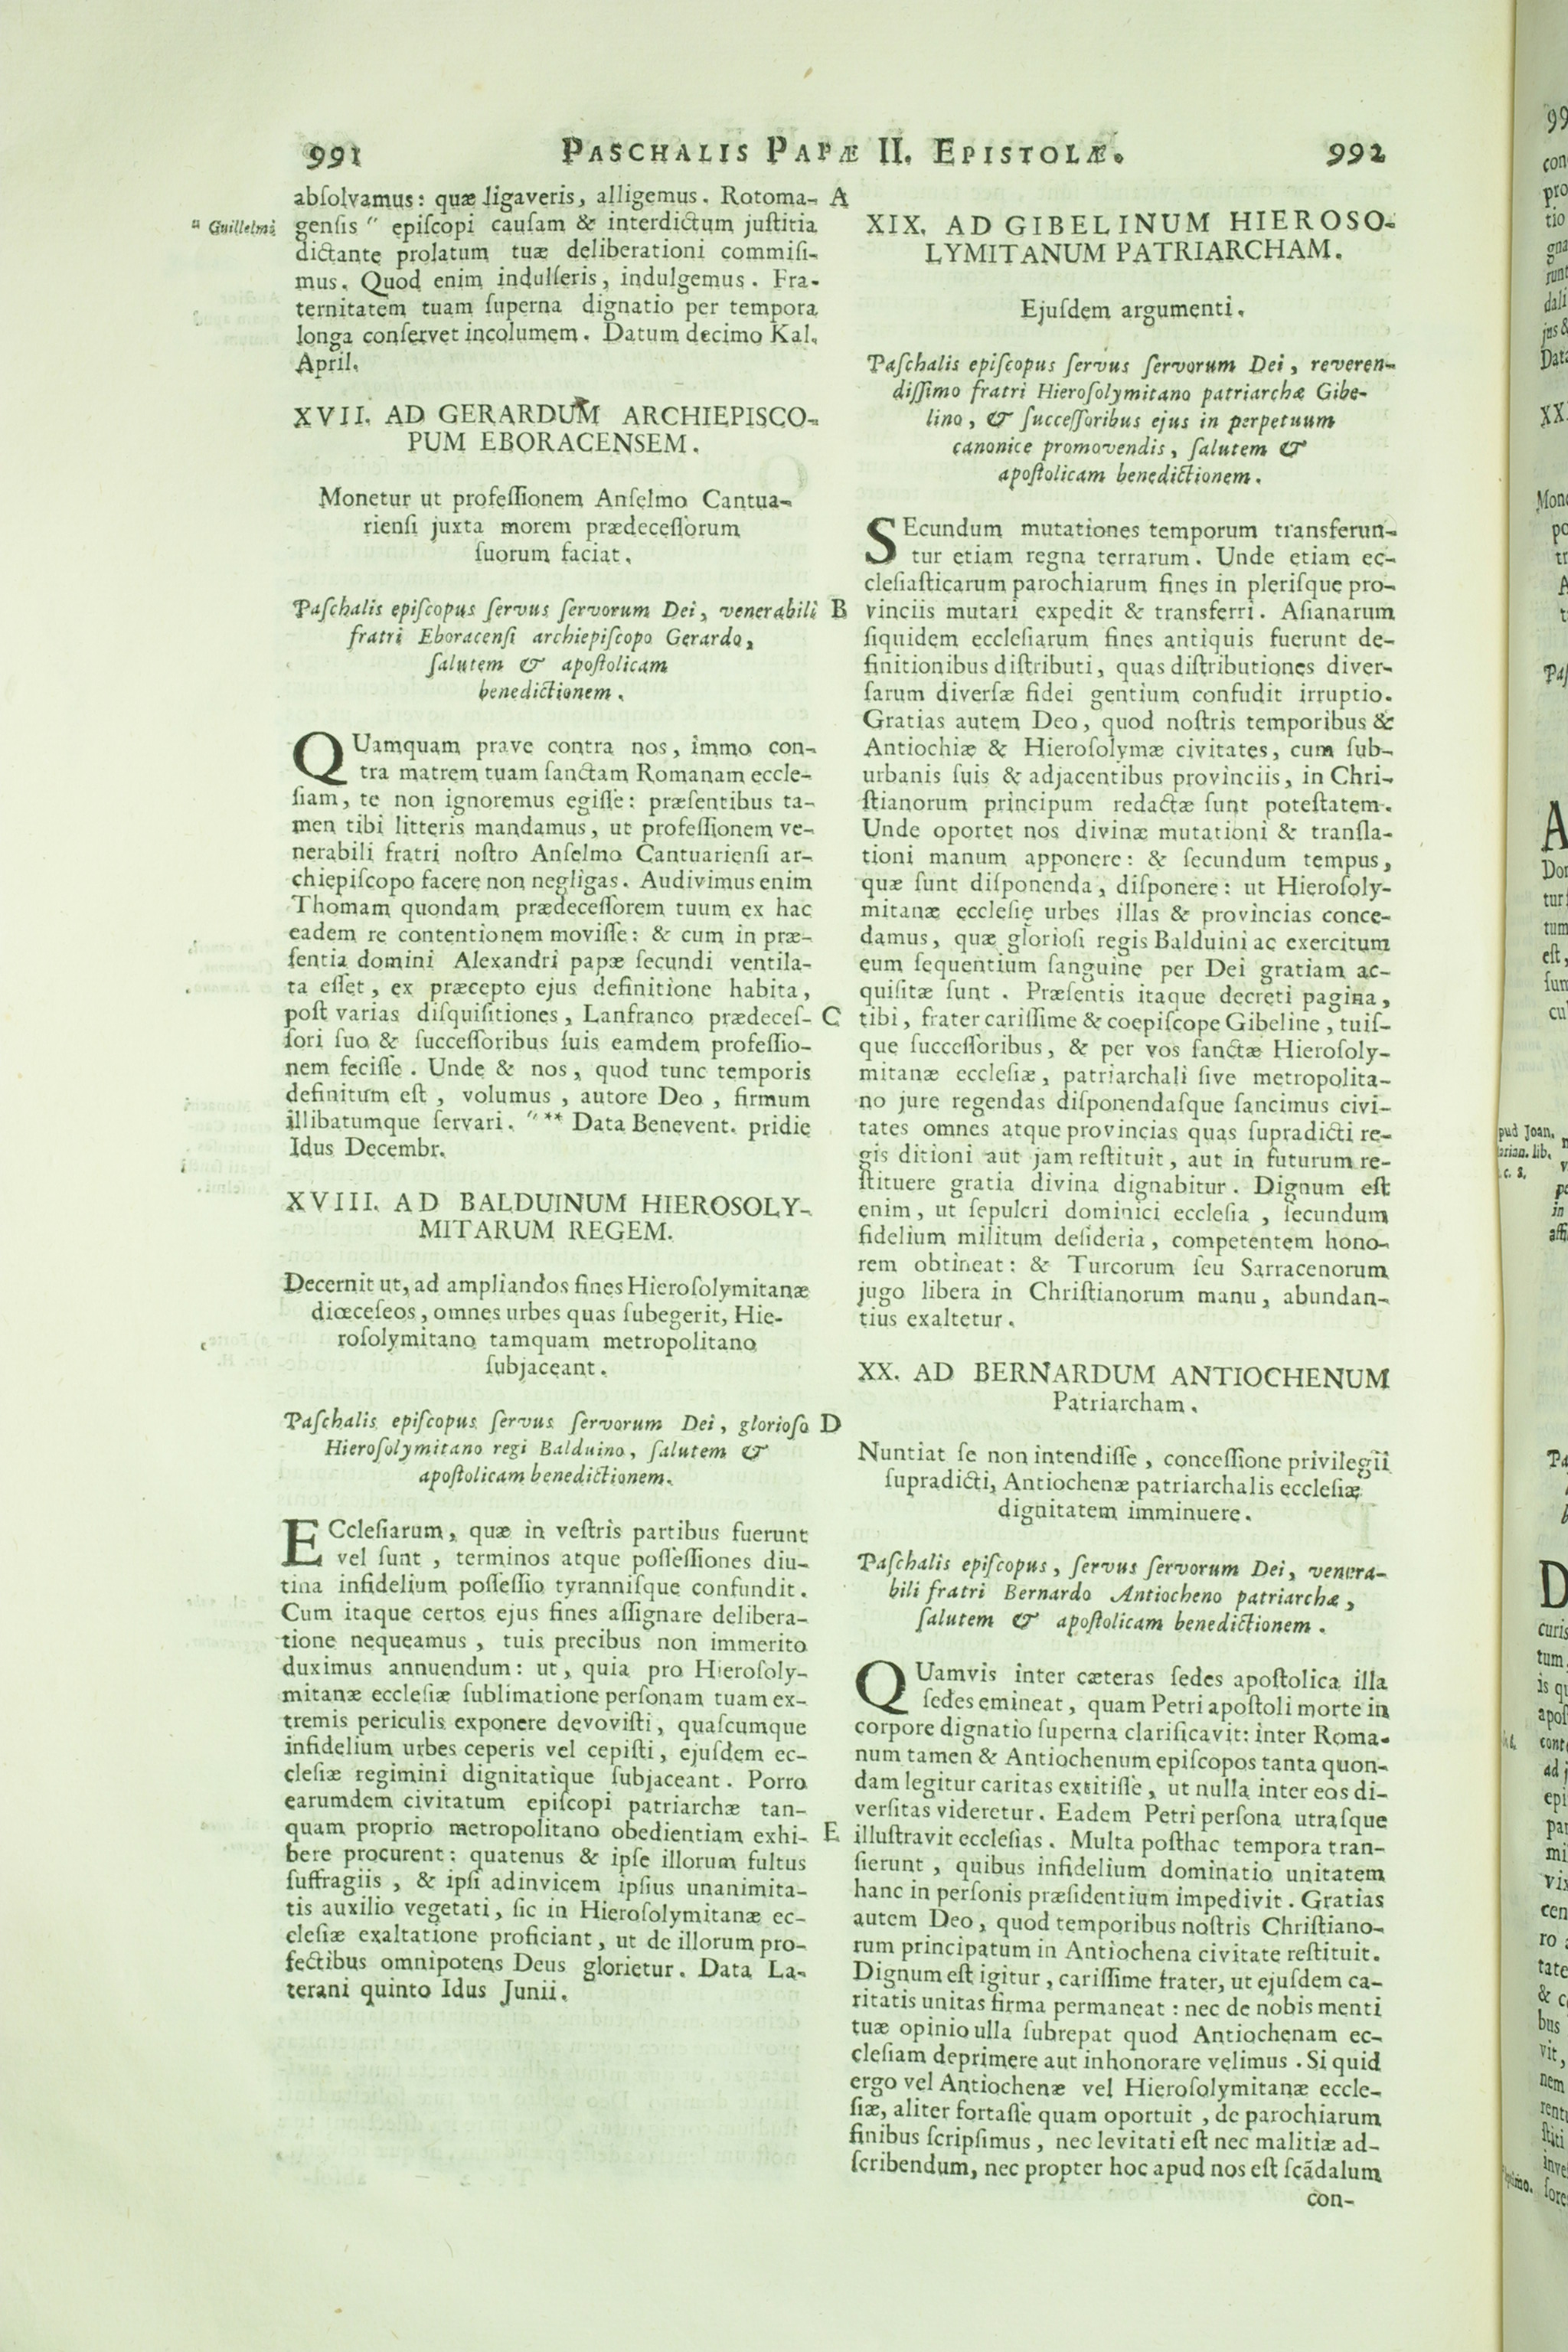 991 PASCHALIS PAPÆ II. EPISTOLÆ. 992
abſolvamus: quæ ligaveris, alligemus. Rotoma- A
" Guillelmi genſis " epiſcopi cauſam & interdictum juſtitia
dictante prolatum tuæ deliberationi commiſi-
mus. Quod enim indulſeris, indulgemus. Fra-
ternitatem tuam ſuperna dignatio per tempora
longa conſervet incolumem. Datum decimo Kal.
April.
XVII. AD GERARDUM ARCHIEPISCO-
PUM EBORACENSEM.
Monetur ut profeſſionem Anſelmo Cantua-
rienſi juxta morem prædeceſſorum
ſuorum faciat.
Paſchalis epiſcopus ſervus ſervorum Dei, venerabili B
fratri Eboracenſi archiepiſcopo Gerardo,
ſalutem & apoſtolicam
benedictionem.
QUamquam prave contra nos, immo con-
tra matrem tuam ſanctam Romanam eccle-
ſiam, te non ignoremus egiſſe: præſentibus ta-
men tibi litteris mandamus, ut profeſſionem ve-
nerabili fratri noſtro Anſelmo Cantuarienſi ar-
chiepiſcopo facere non negligas. Audivimus enim
Thomam quondam prædeceſſorem tuum ex hac
eadem re contentionem moviſſe: & cum in præ-
ſentia domini Alexandri papæ ſecundi ventila-
ta eſſet, ex præcepto ejus definitione habita,
poſt varias diſquiſitiones, Lanfranco prædeceſ- C
ſori ſuo & ſucceſſoribus ſuis eamdem profeſſio-
nem feciſſe. Unde & nos, quod tunc temporis
definitum eſt, volumus, autore Deo, firmum
illibatumque ſervari. " ** Data Benevent. pridie
Idus Decembr.
XVIII. AD BALDUINUM HIEROSOLY-
MITARUM REGEM.
Decernit ut, ad ampliandos fines Hieroſolymitanæ
diœceſeos, omnes urbes quas ſubegerit, Hie-
roſolymitano tamquam metropolitano
ſubjaceant.
Paſchalis epiſcopus ſervus ſervorum Dei, glorioſo D
Hieroſolymitano regi Balduino, ſalutem &
apoſtolicam benedictionem.
ECcleſiarum, quæ in veſtris partibus fuerunt
vel ſunt, terminos atque poſſeſſiones diu-
tina infidelium poſſeſſio tyranniſque confundit.
Cum itaque certos ejus fines aſſignare delibera-
tione nequeamus, tuis precibus non immerito
duximus annuendum: ut, quia pro Hieroſoly-
mitanæ eccleſiæ ſublimatione perſonam tuam ex-
tremis periculis exponere devoviſti, quaſcumque
infidelium urbes ceperis vel cepiſti, ejuſdem ec-
cleſiæ regimini dignitatique ſubjaceant. Porro
earumdem civitatum epiſcopi patriarchæ tan-
quam proprio metropolitano obedientiam exhi- E
bere procurent: quatenus & ipſe illorum fultus
ſuffragiis, & ipſi adinvicem ipſius unanimita-
tis auxilio vegetati, ſic in Hieroſolymitanæ ec-
cleſiæ exaltatione proficiant, ut de illorum pro-
fectibus omnipotens Deus glorietur. Data La-
terani quinto Idus Junii.
XIX. AD GIBELINUM HIEROSO-
LYMITANUM PATRIARCHAM.
Ejuſdem argumenti.
Paſchalis epiſcopus ſervus ſervorum Dei, reveren-
diſſimo fratri Hieroſolymitano patriarchæ Gibe-
lino, & ſucceſſoribus ejus in perpetuum
canonice promovendis, ſalutem &
apoſtolicam benedictionem.
SEcundum mutationes temporum transferun-
tur etiam regna terrarum. Unde etiam ec-
cleſiaſticarum parochiarum fines in pleriſque pro-
vinciis mutari expedit & transferri. Aſianarum
ſiquidem eccleſiarum fines antiquis fuerunt de-
finitionibus diſtributi, quas diſtributiones diver-
ſarum diverſæ fidei gentium confudit irruptio.
Gratias autem Deo, quod noſtris temporibus &
Antiochiæ & Hieroſolymæ civitates, cum ſub-
urbanis ſuis & adjacentibus provinciis, in Chri-
ſtianorum principum redactæ ſunt poteſtatem.
Unde oportet nos divinæ mutationi & tranſla-
tioni manum apponere: & ſecundum tempus,
quæ ſunt diſponenda, diſponere: ut Hieroſoly-
mitanæ eccleſię urbes illas & provincias conce-
damus, quæ glorioſi regis Balduini ac exercitum
eum ſequentium ſanguine per Dei gratiam ac-
quiſitæ ſunt. Præſentis itaque decreti pagina,
tibi, frater cariſſime & coepiſcope Gibeline, tuiſ-
que ſucceſſoribus, & per vos ſanctæ Hieroſoly-
mitanæ eccleſiæ, patriarchali ſive metropolita-
no jure regendas diſponendaſque ſancimus civi-
tates omnes atque provincias quas ſupradicti re-
gis ditioni aut jam reſtituit, aut in futurum re-
ſtituere gratia divina dignabitur. Dignum eſt
enim, ut ſepulcri dominici eccleſia, ſecundum
fidelium militum deſideria, competentem hono-
rem obtineat: & Turcorum ſeu Sarracenorum
jugo libera in Chriſtianorum manu, abundan-
tius exaltetur.
XX. AD BERNARDUM ANTIOCHENUM
Patriarcham.
Nuntiat ſe non intendiſſe, conceſſione privilegii
ſupradicti, Antiochenæ patriarchalis eccleſiæ
dignitatem imminuere.
Paſchalis epiſcopus, ſervus ſervorum Dei, venera-
bili fratri Bernardo Antiocheno patriarchæ,
ſalutem & apoſtolicam benedictionem.
QUamvis inter cæteras ſedes apoſtolica illa
ſedes emineat, quam Petri apoſtoli morte in
corpore dignatio ſuperna clarificavit: inter Roma-
num tamen & Antiochenum epiſcopos tanta quon-
dam legitur caritas extitiſſe, ut nulla inter eos di-
verſitas videretur. Eadem Petri perſona utraſque
illuſtravit eccleſias. Multa poſthac tempora tran-
ſierunt, quibus infidelium dominatio unitatem
hanc in perſonis præſidentium impedivit. Gratias
autem Deo, quod temporibus noſtris Chriſtiano-
rum principatum in Antiochena civitate reſtituit.
Dignum eſt igitur, cariſſime frater, ut ejuſdem ca-
ritatis unitas firma permaneat: nec de nobis menti
tuæ opinio ulla ſubrepat quod Antiochenam ec-
cleſiam deprimere aut inhonorare velimus. Si quid
ergo vel Antiochenæ vel Hieroſolymitanæ eccle-
ſiæ, aliter fortaſſe quam oportuit, de parochiarum
finibus ſcripſimus, nec levitati eſt nec malitiæ ad-
ſcribendum, nec propter hoc apud nos eſt ſcãdalum
con-